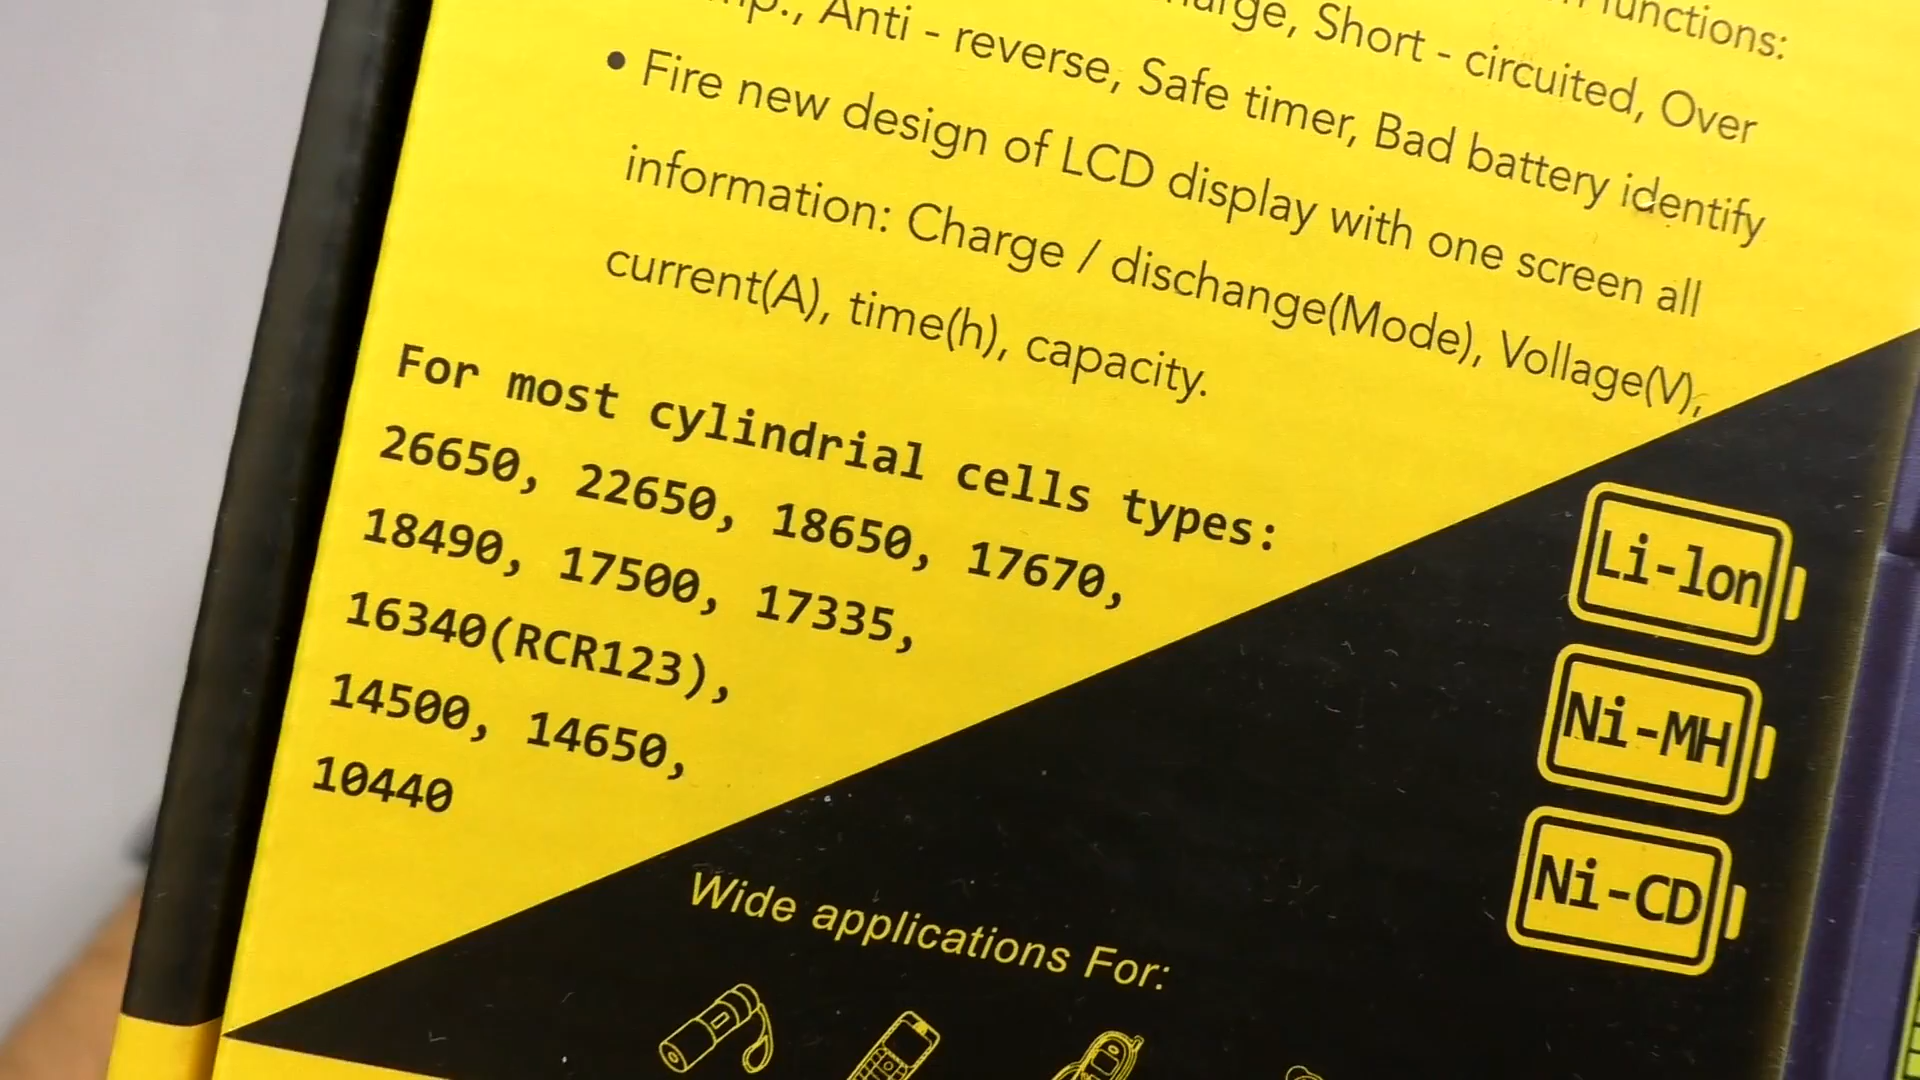 functions:
Short - circuited, Over
Anti - reverse, Safe timer, Bad battery identify
• Fire new design of LCD display with one screen all
information: Charge / dischange(Mode), Vollage(V),
current(A), time(h), capacity.
For most cylindrial cells types:
26650, 22650, 18650, 17670,
18490, 17500, 17335,
16340(RCR123),
14500, 14650,
10440
Li-lon
Ni-MH
Ni-CD
Wide applications For: